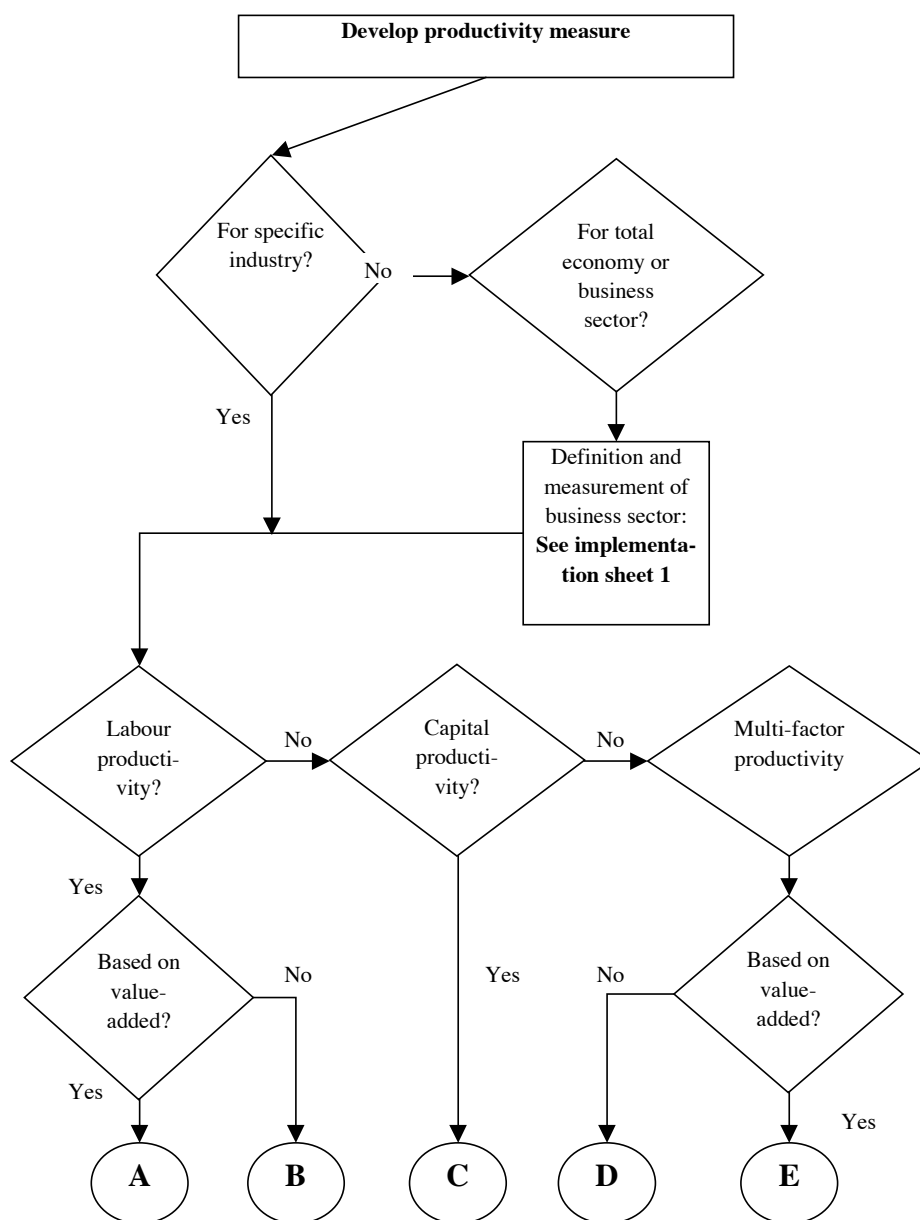 Develop productivity measure
For specific
industry?
No
For total
economy or
business
sector?
Yes
Definition and
measurement of
business sector:
See implementa-
tion sheet 1
Labour
producti-
vity?
No
Capital
producti-
vity?
No
Multi-factor
productivity
Yes
Based on
value-
added?
No
Yes
No
Based on
value-
added?
Yes
Yes
A
B
C
D
E